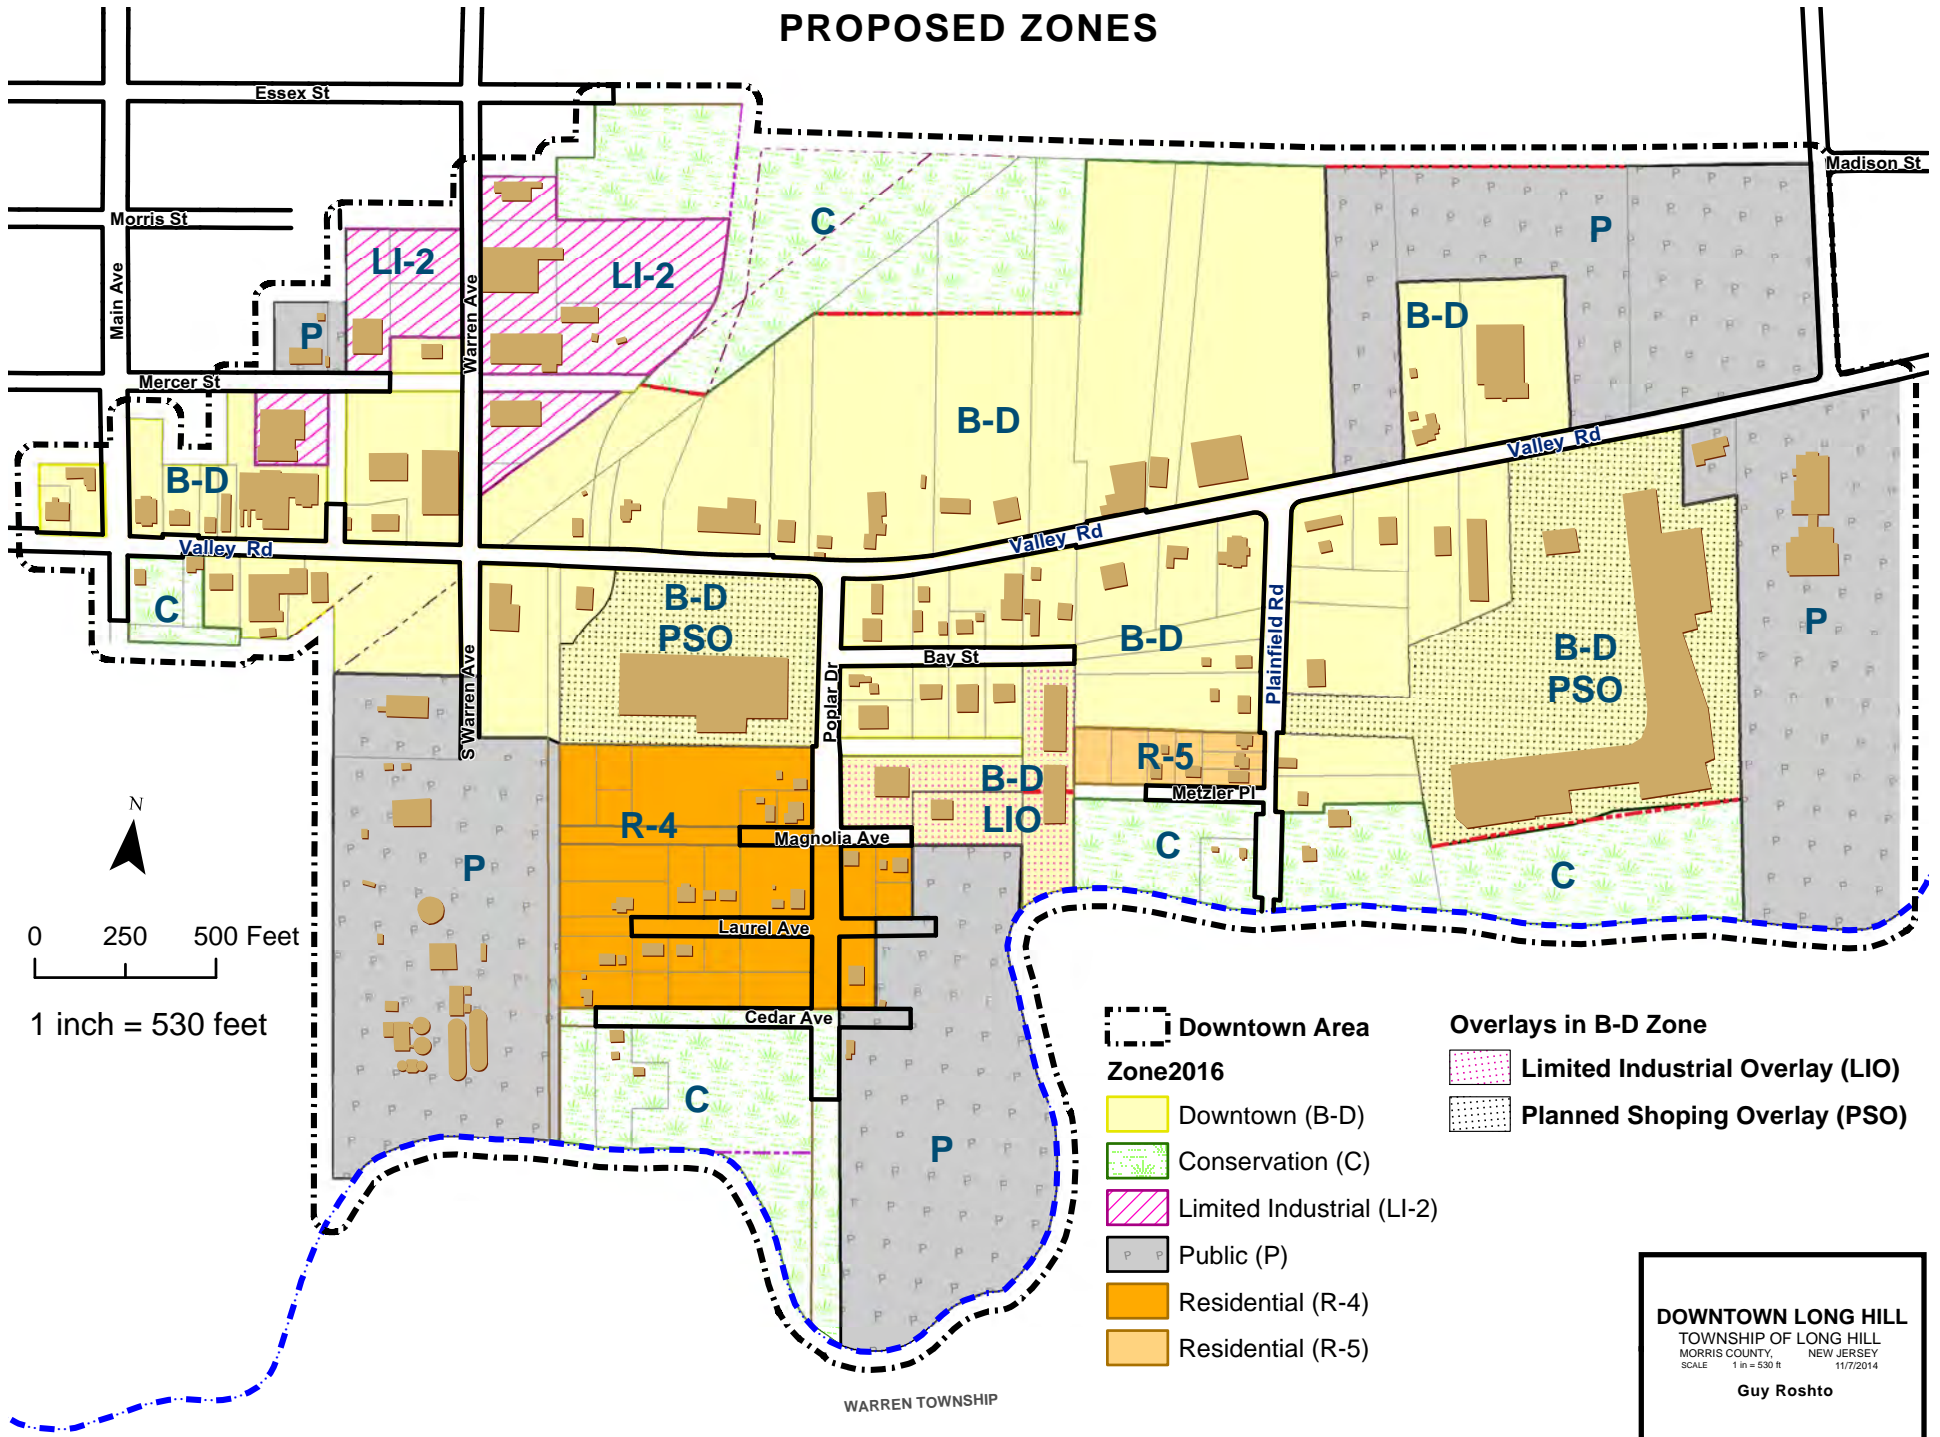 PROPOSED ZONES
Essex St
Madison St
Morris St
Main Ave
Warren Ave
LI-2
LI-2
C
P
P
B-D
Mercer St
B-D
B-D
Valley Rd
Valley Rd
Valley Rd
C
B-D
PSO
S Warren Ave
Poplar Dr
Bay St
B-D
Plainfield Rd
B-D
PSO
P
R-5
Metzler Pl
B-D
LIO
R-4
Magnolia Ave
P
C
C
Laurel Ave
Cedar Ave
C
P
N
0 250 500 Feet
1 inch = 530 feet
Downtown Area
Zone2016
Downtown (B-D)
Conservation (C)
Limited Industrial (LI-2)
P P Public (P)
Residential (R-4)
Residential (R-5)
Overlays in B-D Zone
Limited Industrial Overlay (LIO)
Planned Shoping Overlay (PSO)
WARREN TOWNSHIP
DOWNTOWN LONG HILL
TOWNSHIP OF LONG HILL
MORRIS COUNTY, NEW JERSEY
SCALE 1 in = 530 ft 11/7/2014
Guy Roshto